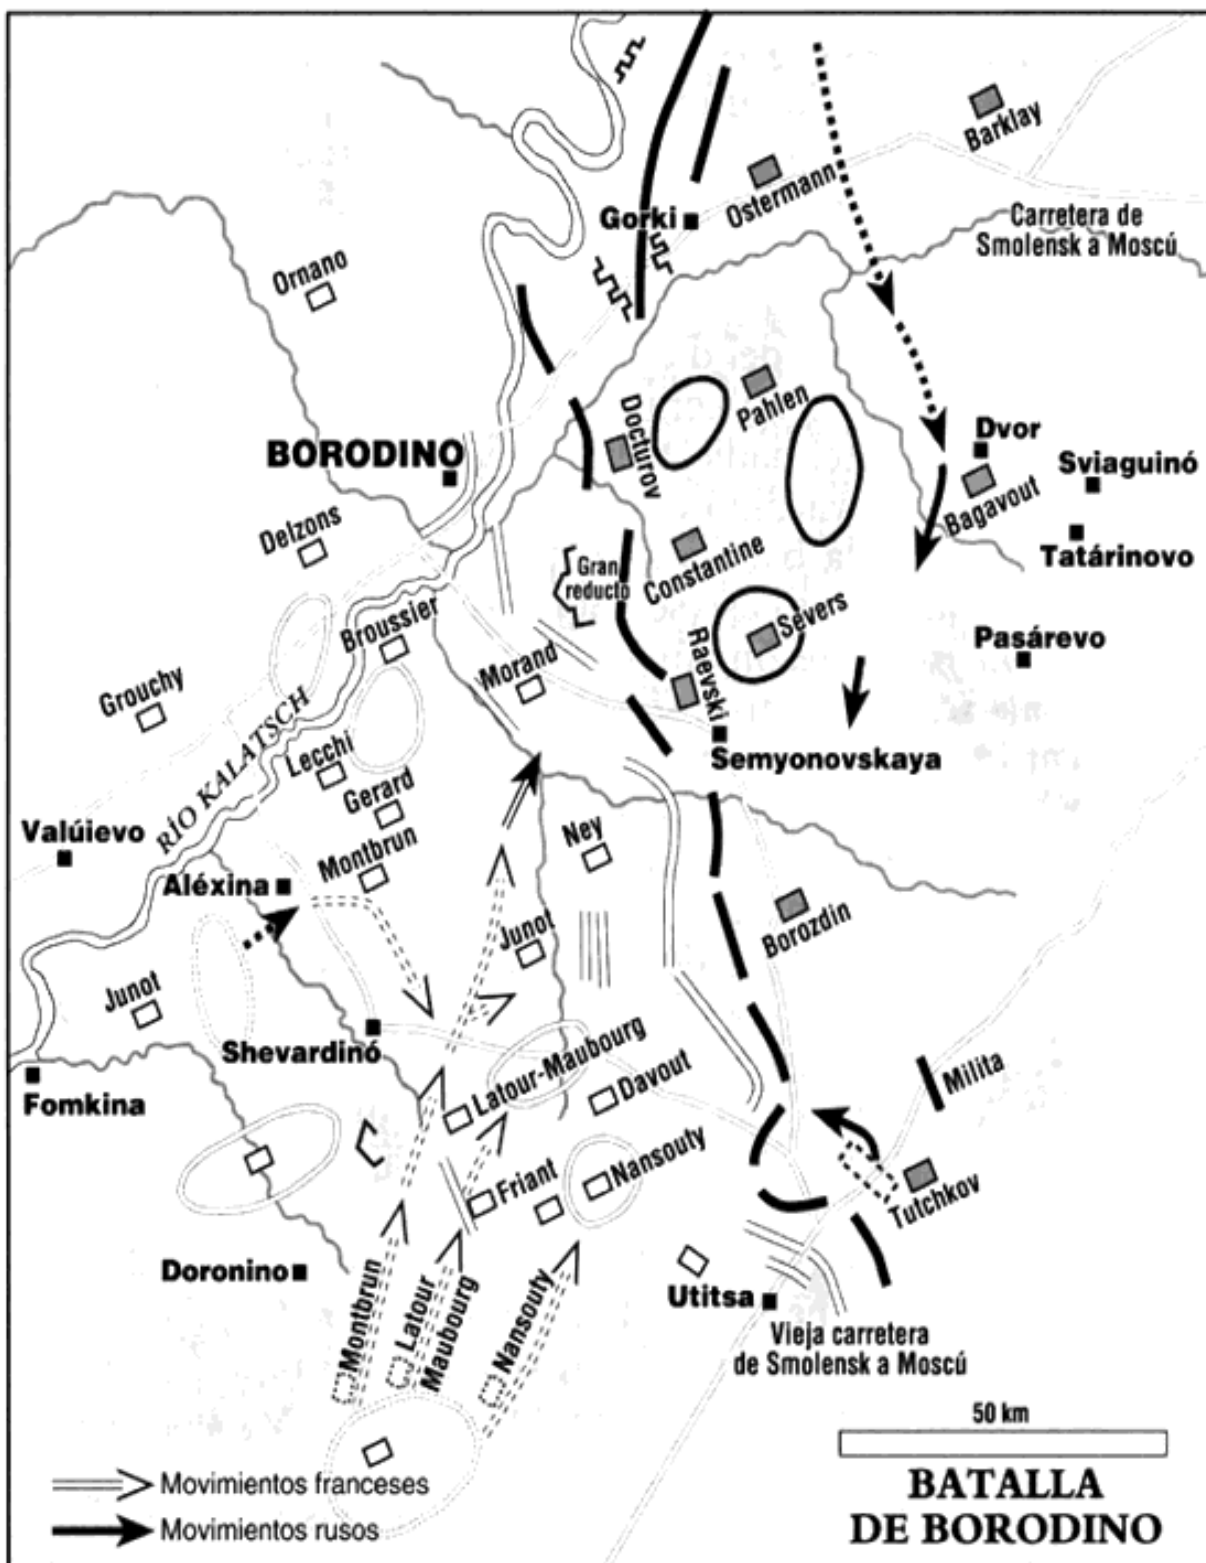 Barklay
Ostermann
Gorki
Carretera de
Smolensk a Moscú
Ornano
Pahlen
Docturov
Dvor
BORODINO
Sviaguinó
Bagavout
Delzons
Tatárinovo
Constantine
Gran
reducto
Severs
Broussier
Raevski
Pasárevo
Morand
Grouchy
RÍO KALATSCH
Semyonovskaya
Lecchi
Gerard
Valúievo
Ney
Montbrun
Aléxina
Borozdin
Junot
Junot
Shevardinó
Latour-Maubourg
Davout
Milita
Fomkina
Nansouty
Friant
Tutchkov
Doronino
Montbrun
Latour
Maubourg
Nansouty
Utitsa
Vieja carretera
de Smolensk a Moscú
50 km
Movimientos franceses
Movimientos rusos
BATALLA
DE BORODINO